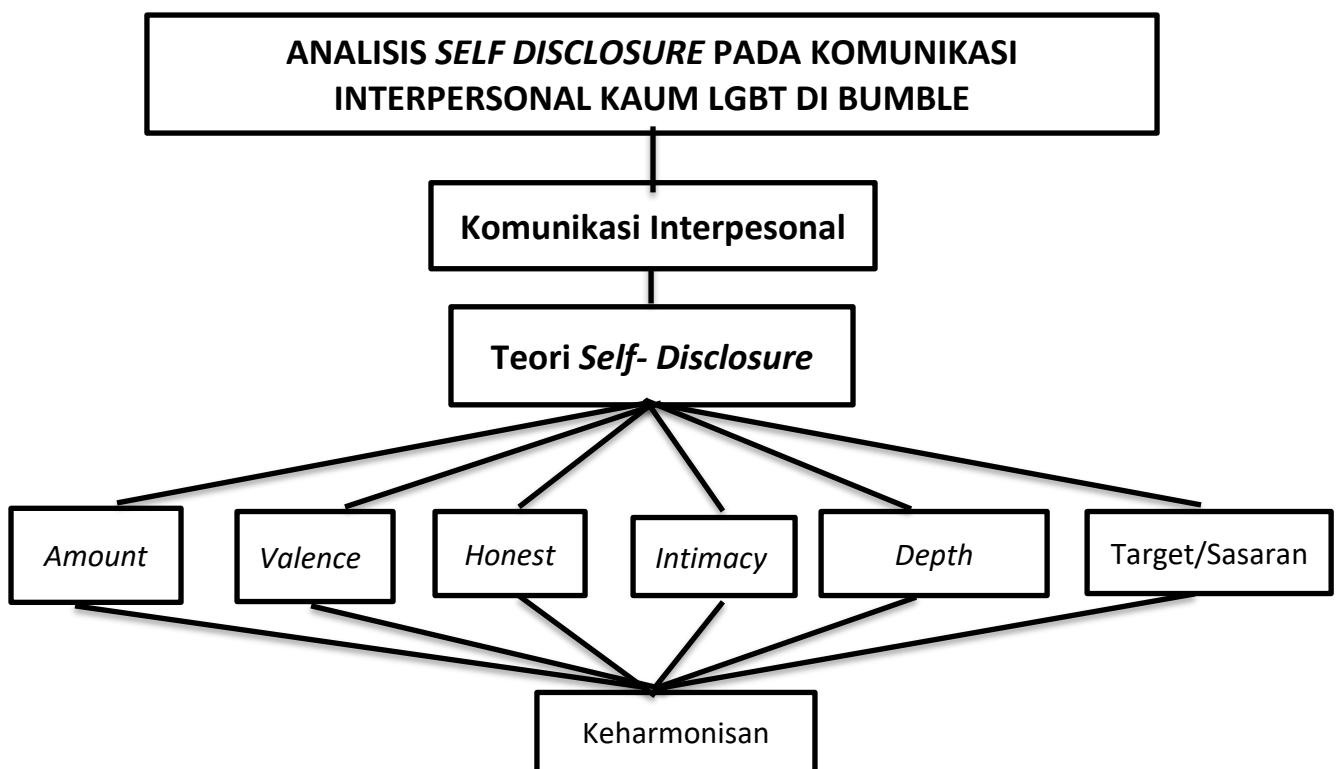 ANALISIS SELF DISCLOSURE PADA KOMUNIKASI
INTERPERSONAL KAUM LGBT DI BUMBLE
Komunikasi Interpesonal
Teori Self- Disclosure
Amount
Valence
Honest
Intimacy
Depth
Target/Sasaran
Keharmonisan